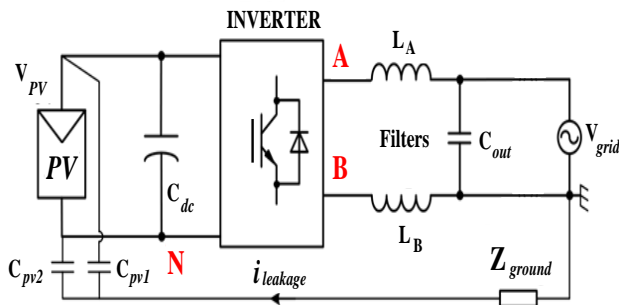 INVERTER
A
L_A
V_PV
PV
C_dc
Filters
C_out
V_grid
B
L_B
N
C_pv2
C_pv1
i_leakage
Z_ground